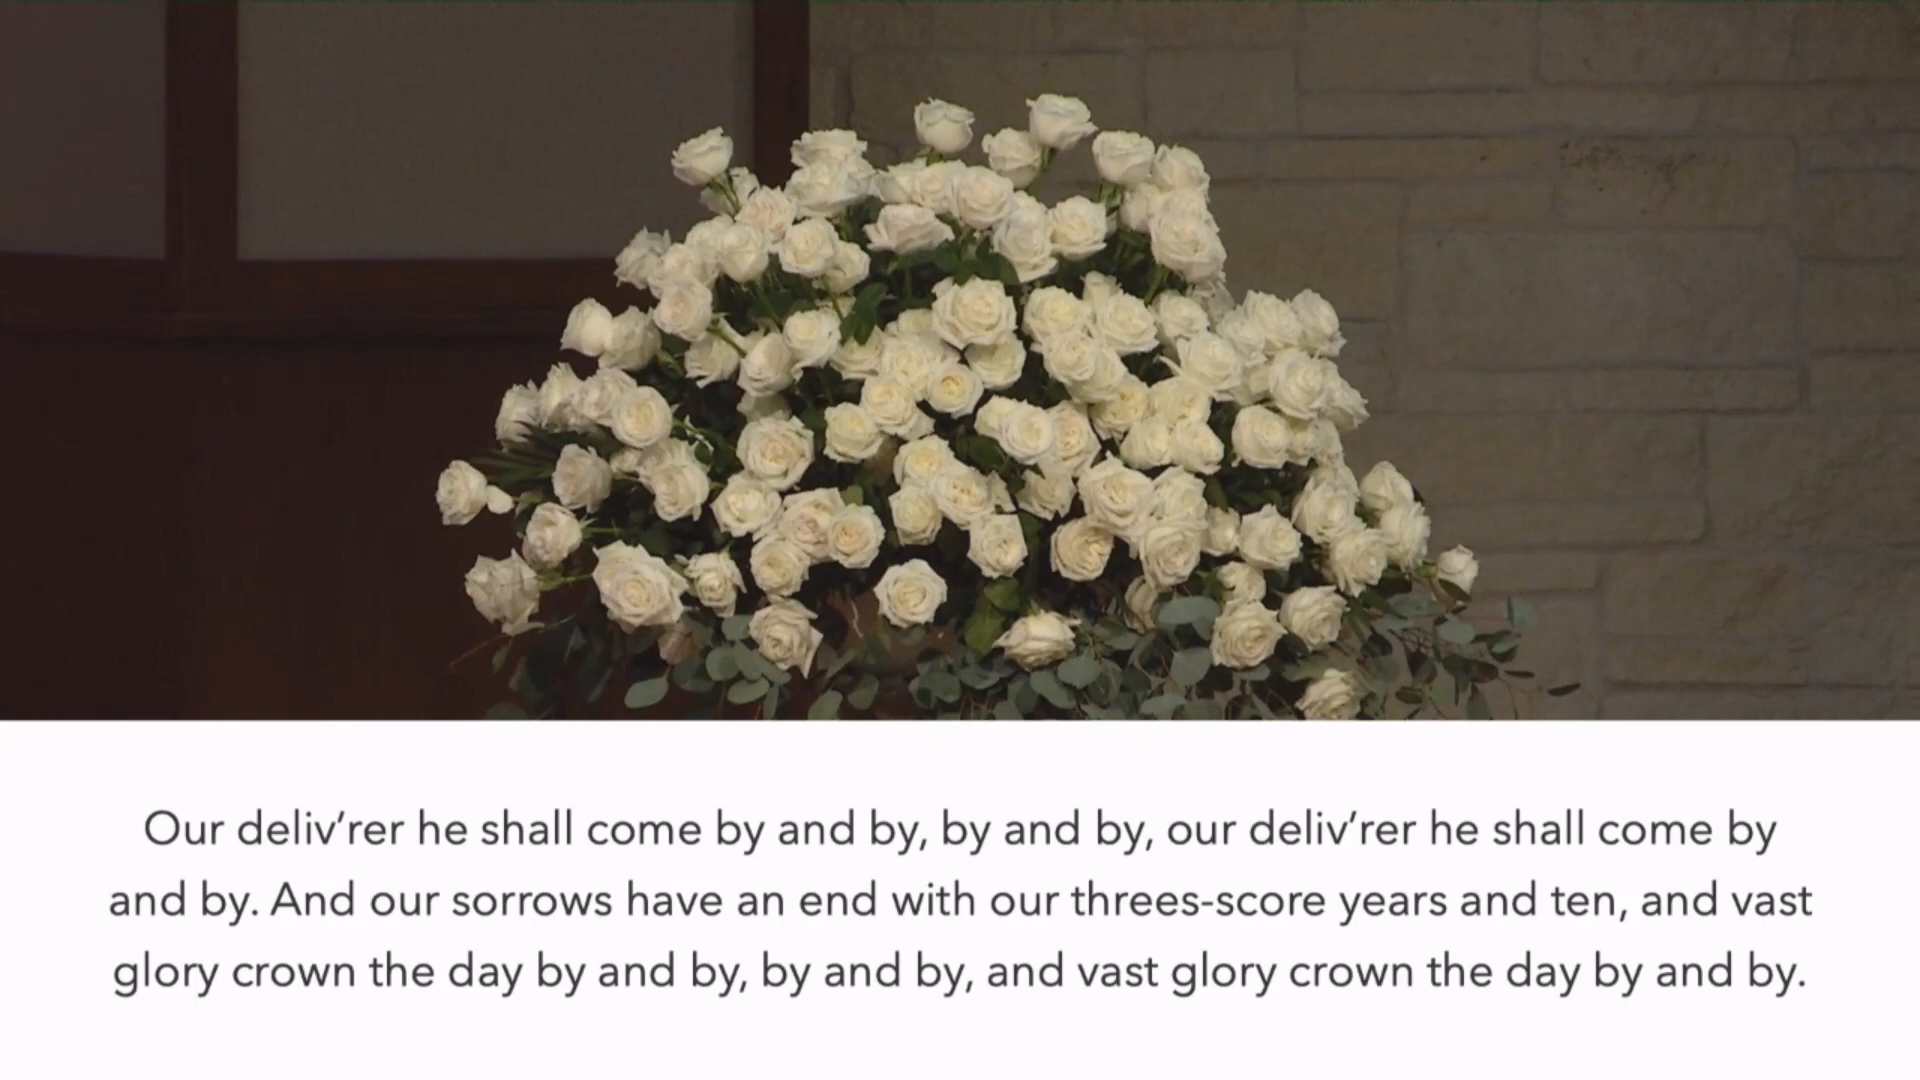 Our deliv’rer he shall come by and by, by and by, our deliv’rer he shall come by
and by. And our sorrows have an end with our threes-score years and ten, and vast
glory crown the day by and by, by and by, and vast glory crown the day by and by.